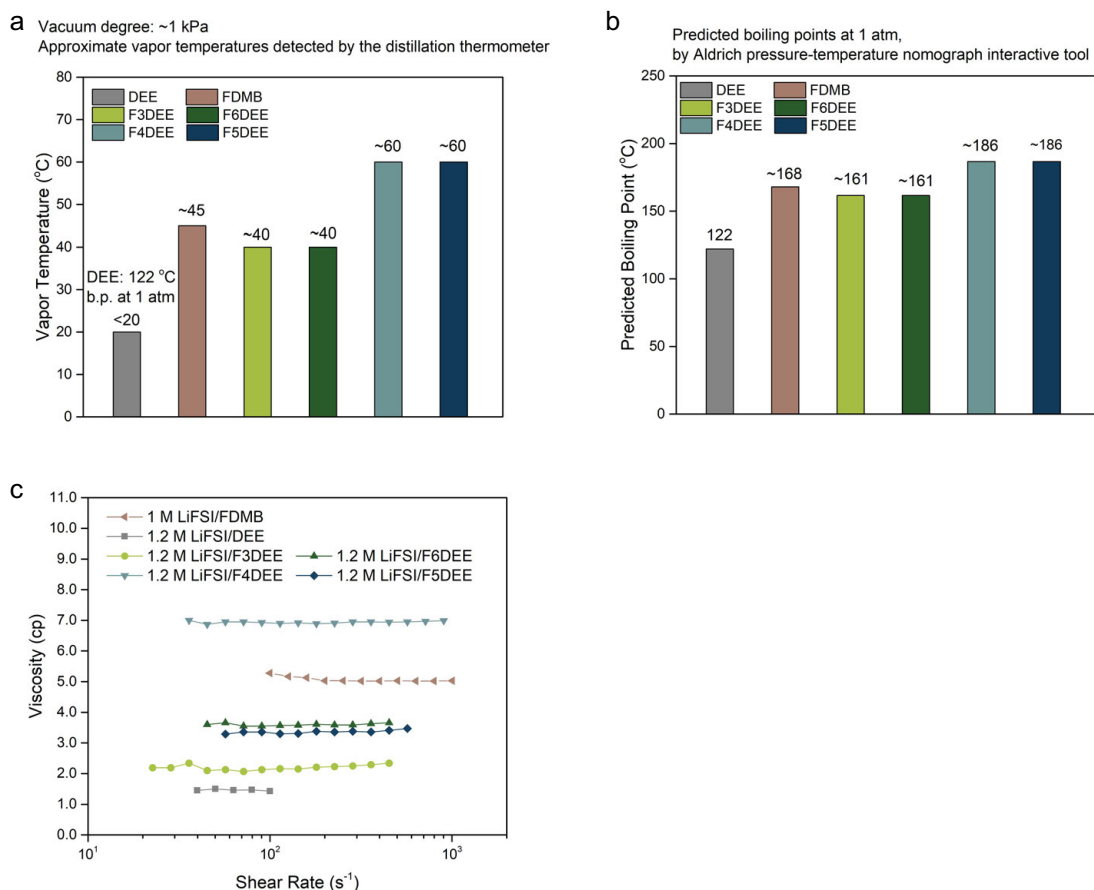 a
Vacuum degree: ~1 kPa
Approximate vapor temperatures detected by the distillation thermometer
80
70
60
50
40
30
20
10
0
Vapor Temperature (°C)
DEE
FDMB
F3DEE
F6DEE
F4DEE
F5DEE
DEE: 122 °C
b.p. at 1 atm
<20
~45
~40
~40
~60
~60
b
Predicted boiling points at 1 atm,
by Aldrich pressure-temperature nomograph interactive tool
250
200
150
100
50
0
Predicted Boiling Point (°C)
DEE
FDMB
F3DEE
F6DEE
F4DEE
F5DEE
122
~168
~161
~161
~186
~186
c
11.0
10.0
9.0
8.0
7.0
6.0
5.0
4.0
3.0
2.0
1.0
0.0
Viscosity (cp)
1 M LiFSI/FDMB
1.2 M LiFSI/DEE
1.2 M LiFSI/F3DEE
1.2 M LiFSI/F6DEE
1.2 M LiFSI/F4DEE
1.2 M LiFSI/F5DEE
10¹
10²
10³
Shear Rate (s⁻¹)